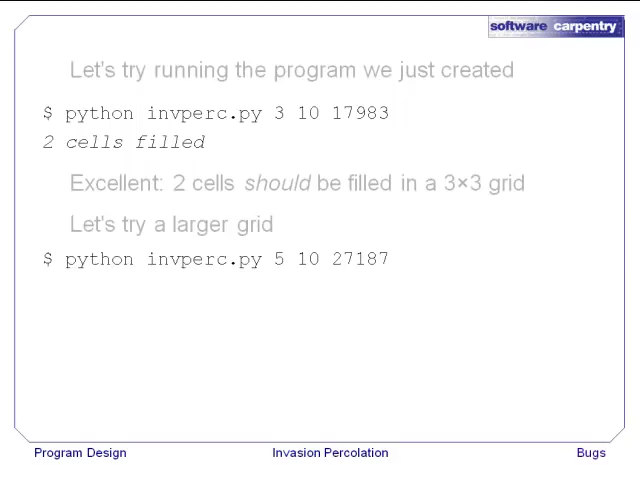 software carpentry
Let's try running the program we just created
$ python invperc.py 3 10 17983
2 cells filled
Excellent: 2 cells should be filled in a 3×3 grid
Let's try a larger grid
$ python invperc.py 5 10 27187
Program Design
Invasion Percolation
Bugs